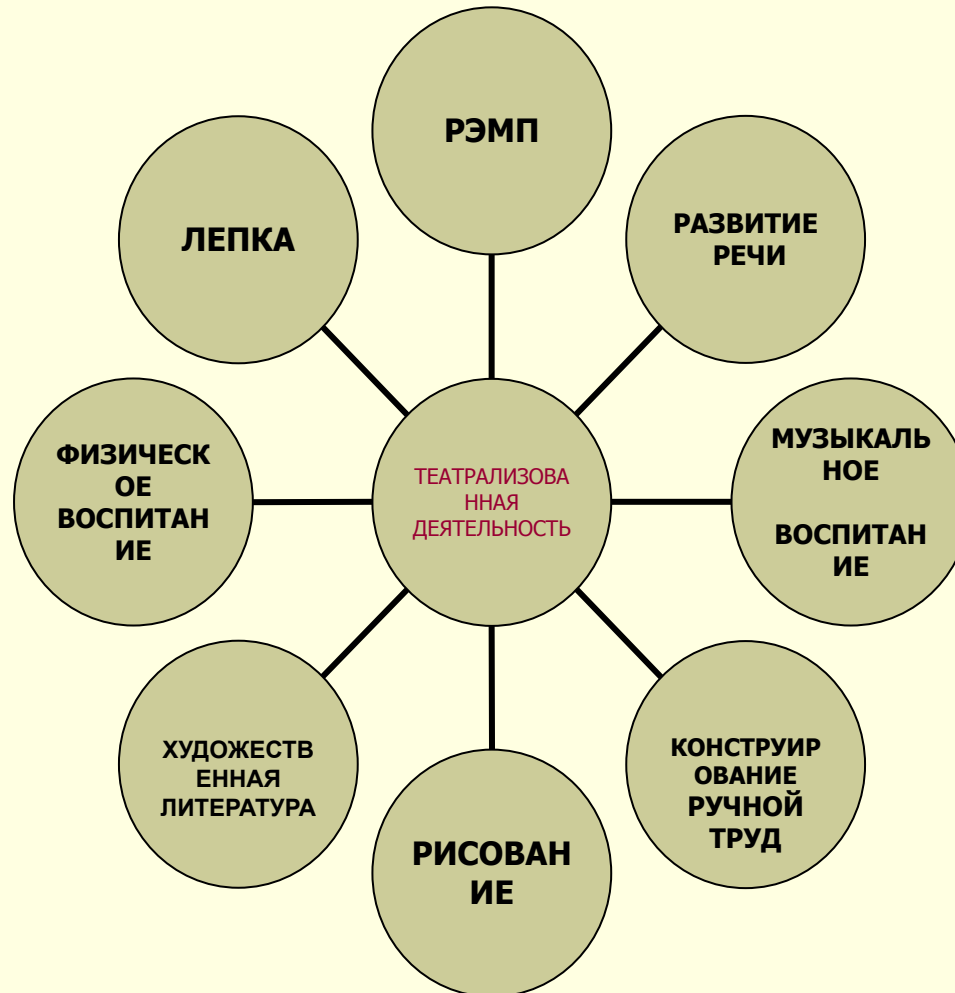 РЭМП
ЛЕПКА
РАЗВИТИЕ
РЕЧИ
ФИЗИЧЕСК
ОЕ
ВОСПИТАН
ИЕ
ТЕАТРАЛИЗОВА
ННАЯ
ДЕЯТЕЛЬНОСТЬ
МУЗЫКАЛЬ
НОЕ
ВОСПИТАН
ИЕ
ХУДОЖЕСТВ
ЕННАЯ
ЛИТЕРАТУРА
РИСОВАН
ИЕ
КОНСТРУИР
ОВАНИЕ
РУЧНОЙ
ТРУД